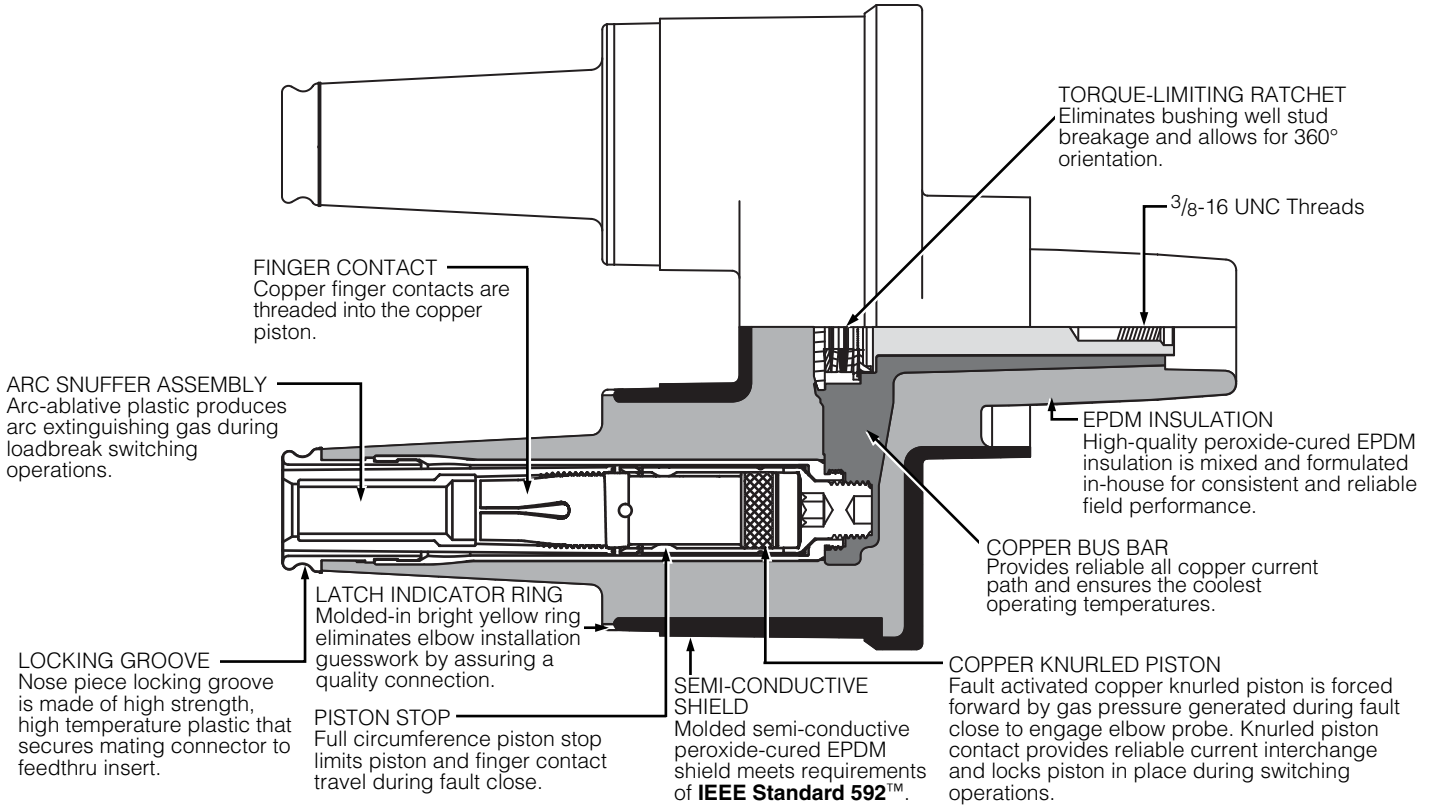 TORQUE-LIMITING RATCHET
Eliminates bushing well stud
breakage and allows for 360°
orientation.
3/8-16 UNC Threads
FINGER CONTACT
Copper finger contacts are
threaded into the copper
piston.
ARC SNUFFER ASSEMBLY
Arc-ablative plastic produces
arc extinguishing gas during
loadbreak switching
operations.
EPDM INSULATION
High-quality peroxide-cured EPDM
insulation is mixed and formulated
in-house for consistent and reliable
field performance.
COPPER BUS BAR
Provides reliable all copper current
path and ensures the coolest
operating temperatures.
LATCH INDICATOR RING
Molded-in bright yellow ring
eliminates elbow installation
guesswork by assuring a
quality connection.
LOCKING GROOVE
Nose piece locking groove
is made of high strength,
high temperature plastic that
secures mating connector to
feedthru insert.
PISTON STOP
Full circumference piston stop
limits piston and finger contact
travel during fault close.
SEMI-CONDUCTIVE
SHIELD
Molded semi-conductive
peroxide-cured EPDM
shield meets requirements
of IEEE Standard 592™.
COPPER KNURLED PISTON
Fault activated copper knurled piston is forced
forward by gas pressure generated during fault
close to engage elbow probe. Knurled piston
contact provides reliable current interchange
and locks piston in place during switching
operations.